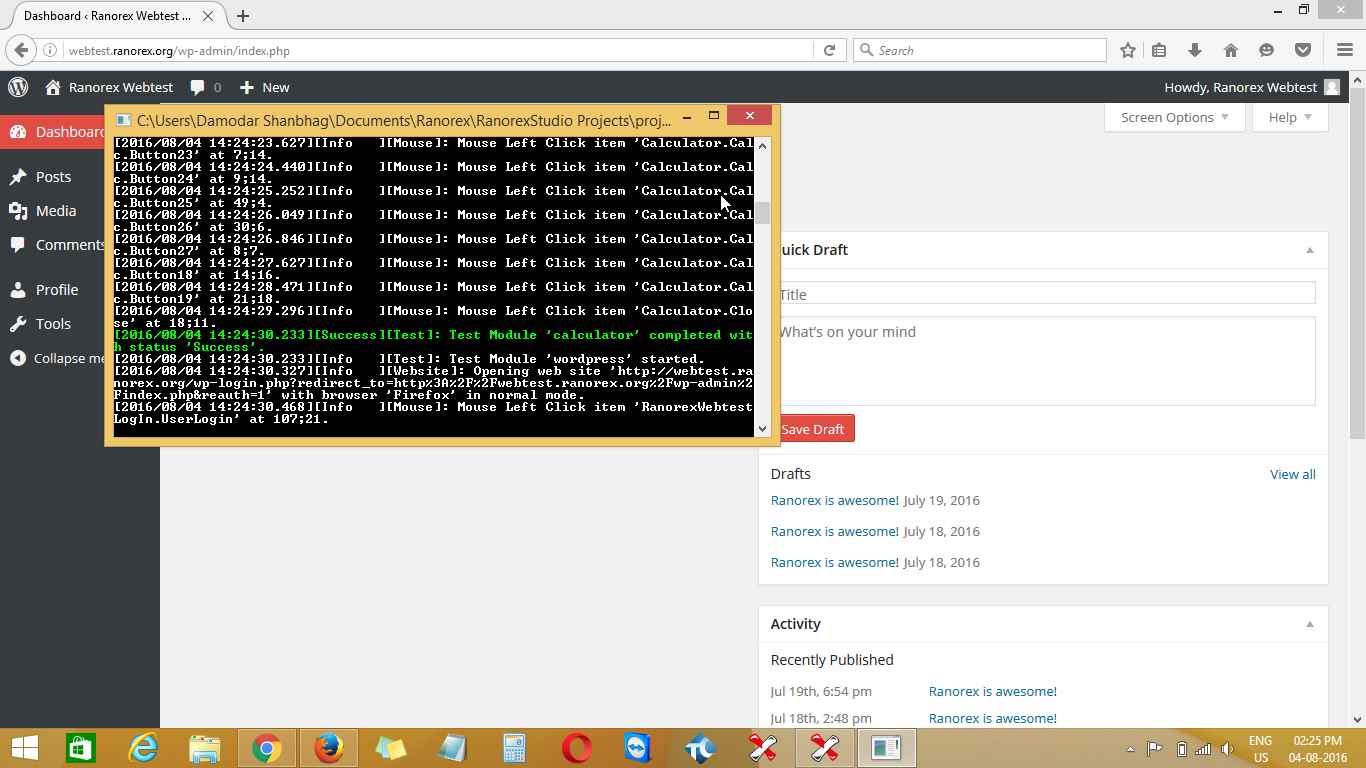 Dashboard ‹ Ranorex Webtest ...
webtest.ranorex.org/wp-admin/index.php
Search
Ranorex Webtest
0
New
Howdy, Ranorex Webtest
Screen Options
Help
Dashboard
Posts
Media
Comments
Profile
Tools
Collapse me
C:\Users\Damodar Shanbhag\Documents\Ranorex\RanorexStudio Projects\proj...
[2016/08/04 14:24:23.627][Info   ][Mouse]: Mouse Left Click item 'Calculator.Cal
c.Button23' at 7;14.
[2016/08/04 14:24:24.440][Info   ][Mouse]: Mouse Left Click item 'Calculator.Cal
c.Button24' at 9;14.
[2016/08/04 14:24:25.252][Info   ][Mouse]: Mouse Left Click item 'Calculator.Cal
c.Button25' at 49;4.
[2016/08/04 14:24:26.049][Info   ][Mouse]: Mouse Left Click item 'Calculator.Cal
c.Button26' at 30;6.
[2016/08/04 14:24:26.846][Info   ][Mouse]: Mouse Left Click item 'Calculator.Cal
c.Button27' at 8;7.
[2016/08/04 14:24:27.627][Info   ][Mouse]: Mouse Left Click item 'Calculator.Cal
c.Button18' at 14;16.
[2016/08/04 14:24:28.471][Info   ][Mouse]: Mouse Left Click item 'Calculator.Cal
c.Button19' at 21;18.
[2016/08/04 14:24:29.296][Info   ][Mouse]: Mouse Left Click item 'Calculator.Clo
se' at 18;11.
[2016/08/04 14:24:30.233][Success][Test]: Test Module 'calculator' completed wit
h status 'Success'.
[2016/08/04 14:24:30.233][Info   ][Test]: Test Module 'wordpress' started.
[2016/08/04 14:24:30.327][Info   ][Website]: Opening web site 'http://webtest.ra
norex.org/wp-login.php?redirect_to=http%3A%2F%2Fwebtest.ranorex.org%2Fwp-admin%2
Findex.php&reauth=1' with browser 'Firefox' in normal mode.
[2016/08/04 14:24:30.468][Info   ][Mouse]: Mouse Left Click item 'RanorexWebtest
LogIn.UserLogin' at 107;21.
uick Draft
Title
What's on your mind
Save Draft
Drafts
View all
Ranorex is awesome! July 19, 2016
Ranorex is awesome! July 18, 2016
Ranorex is awesome! July 18, 2016
Activity
Recently Published
Jul 19th, 6:54 pm
Ranorex is awesome!
Jul 18th, 2:48 pm
Ranorex is awesome!
ENG
US
02:25 PM
04-08-2016